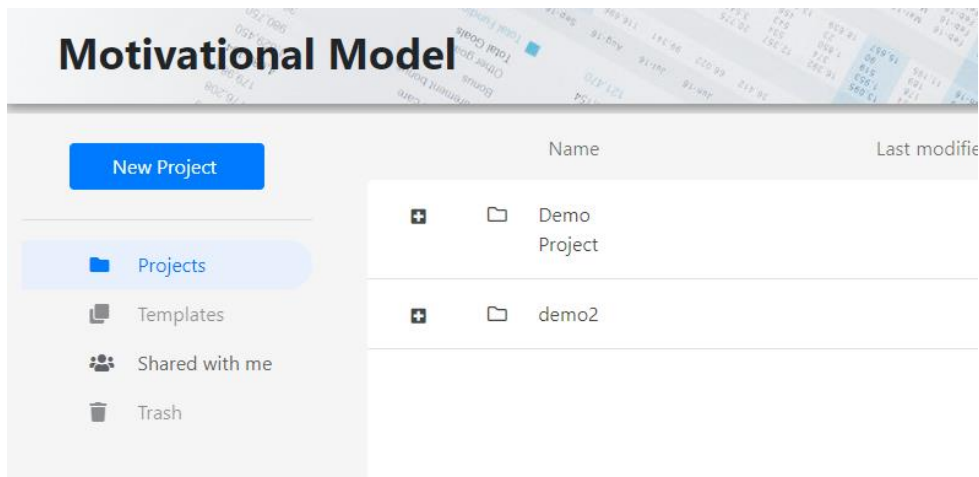 Motivational Model
New Project
Projects
Templates
Shared with me
Trash
Name
Last modifie
Demo
Project
demo2